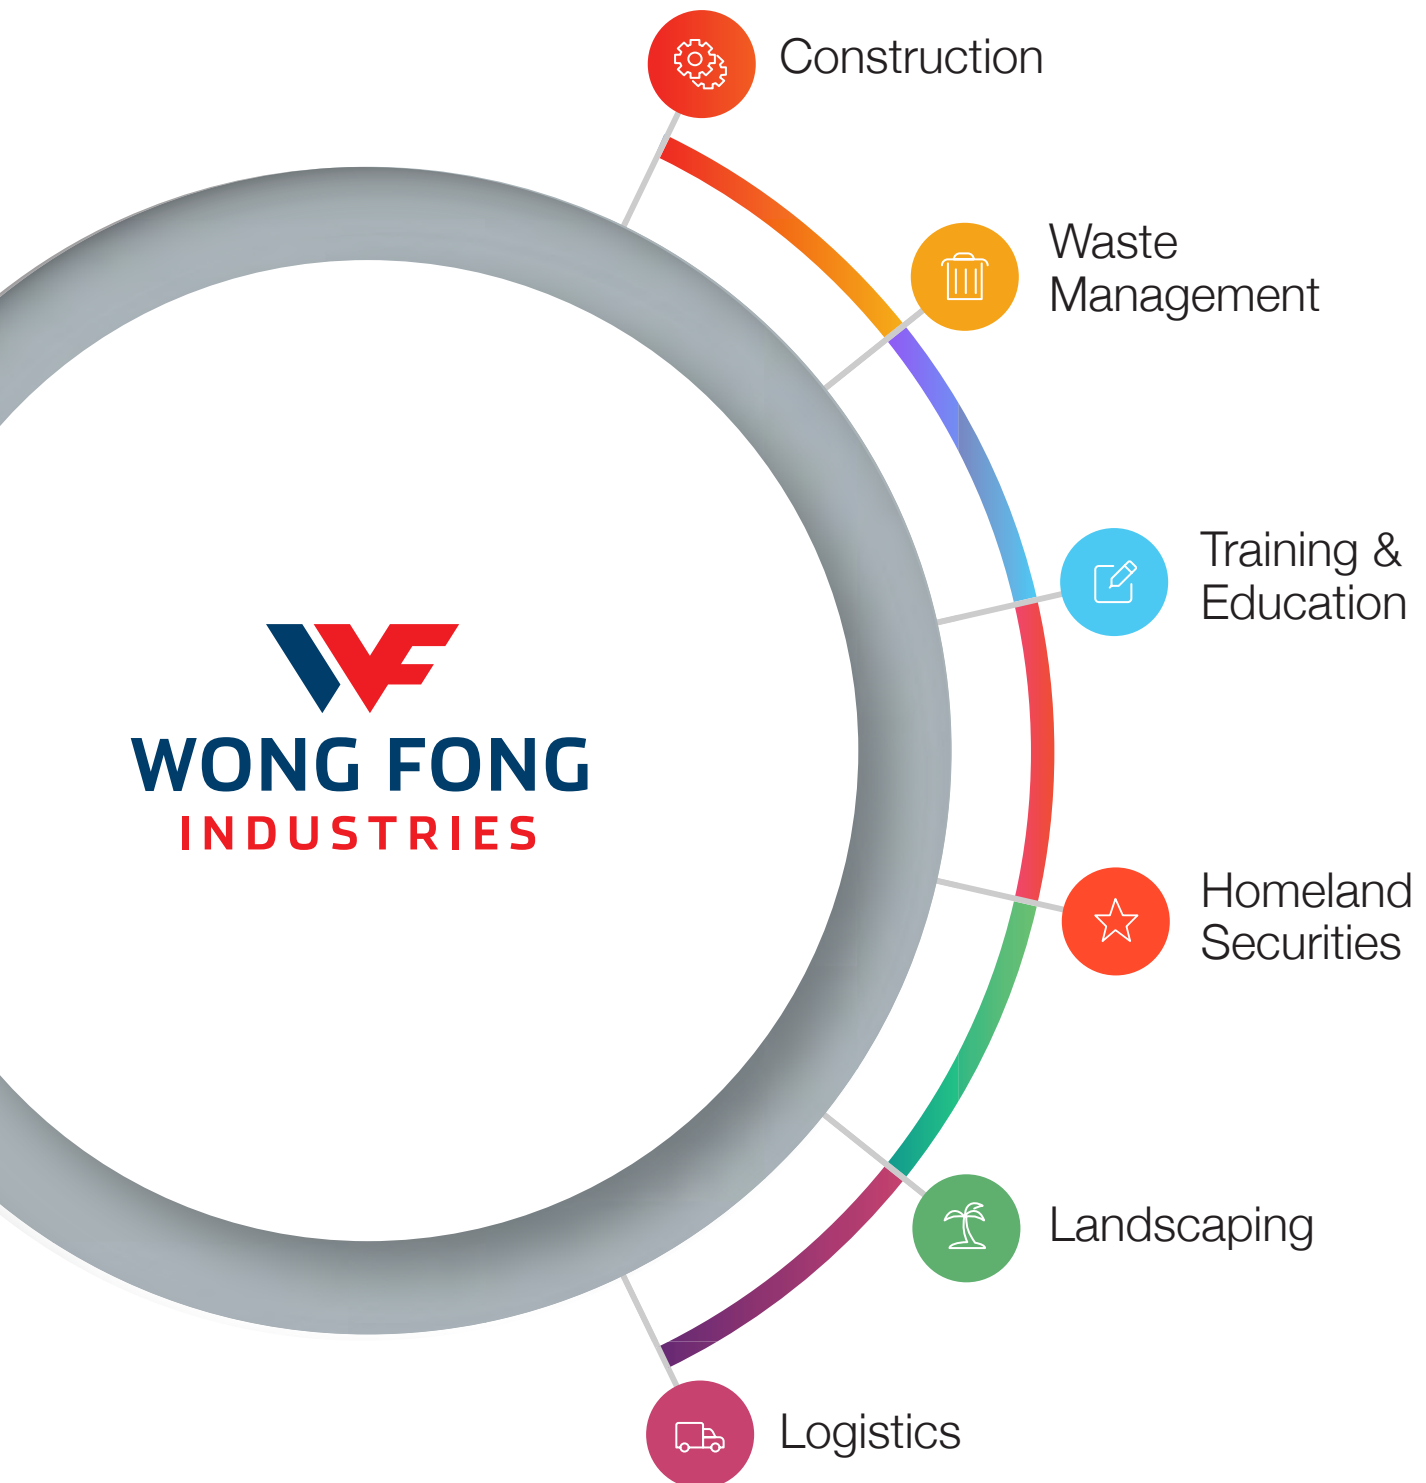 Construction
Waste
Management
Training &
Education
WONG FONG
INDUSTRIES
Homeland
Securities
Landscaping
Logistics